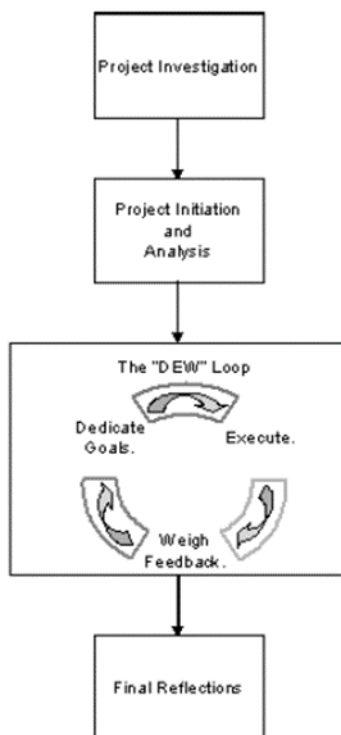 Project Investigation
Project Initiation
and
Analysis
The "DEW" Loop
Dedicate
Goals.
Execute.
Weigh
Feedback.
Final Reflections